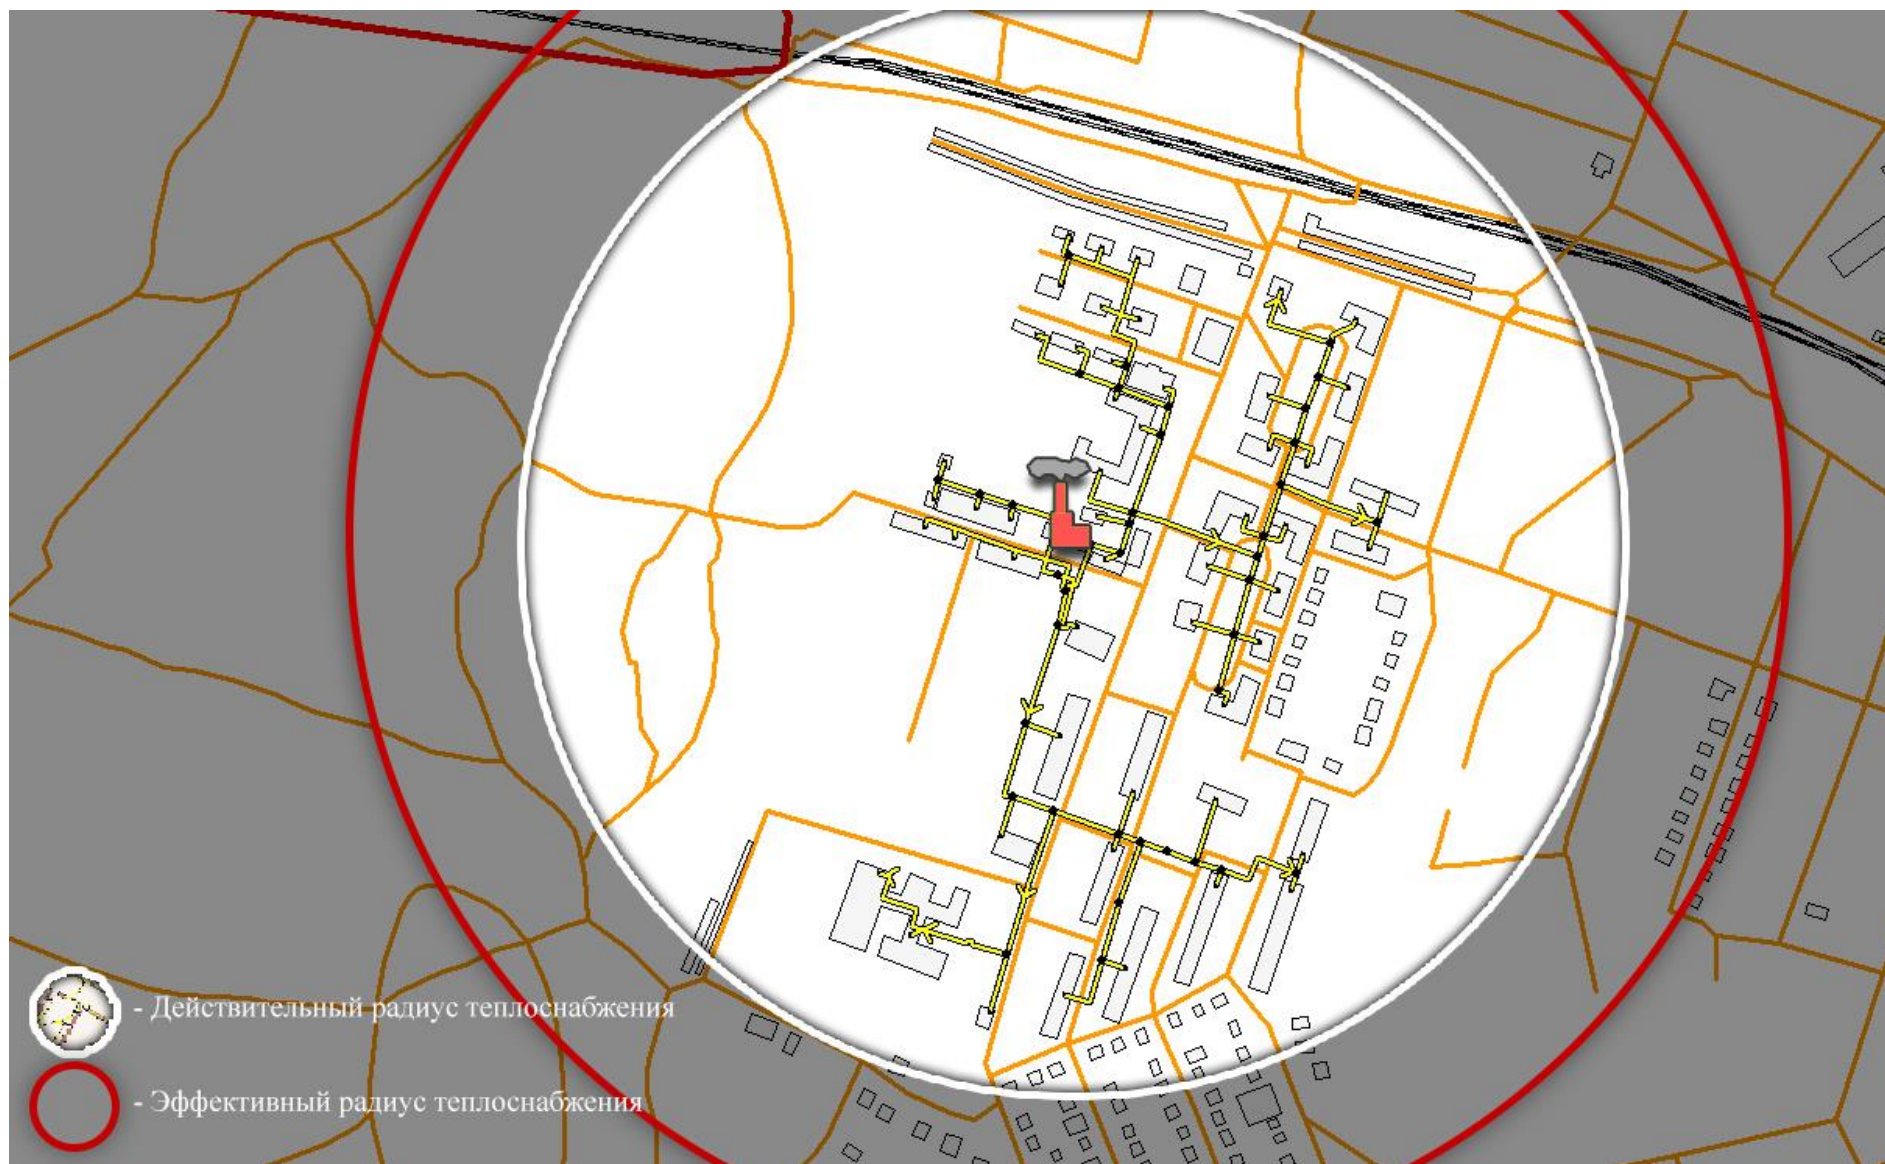 - Действительный радиус теплоснабжения
- Эффективный радиус теплоснабжения